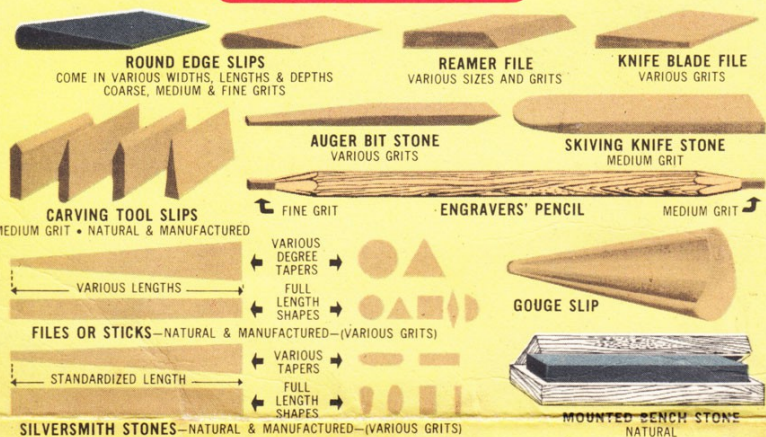 ROUND EDGE SLIPS
COME IN VARIOUS WIDTHS, LENGTHS & DEPTHS
COARSE, MEDIUM & FINE GRITS
REAMER FILE
VARIOUS SIZES AND GRITS
KNIFE BLADE FILE
VARIOUS GRITS
AUGER BIT STONE
VARIOUS GRITS
SKIVING KNIFE STONE
MEDIUM GRIT
CARVING TOOL SLIPS
MEDIUM GRIT • NATURAL & MANUFACTURED
FINE GRIT
ENGRAVERS' PENCIL
MEDIUM GRIT
VARIOUS
DEGREE
TAPERS
VARIOUS LENGTHS
FULL
LENGTH
SHAPES
FILES OR STICKS—NATURAL & MANUFACTURED—(VARIOUS GRITS)
GOUGE SLIP
VARIOUS
TAPERS
STANDARDIZED LENGTH
FULL
LENGTH
SHAPES
SILVERSMITH STONES—NATURAL & MANUFACTURED—(VARIOUS GRITS)
MOUNTED BENCH STONE
NATURAL